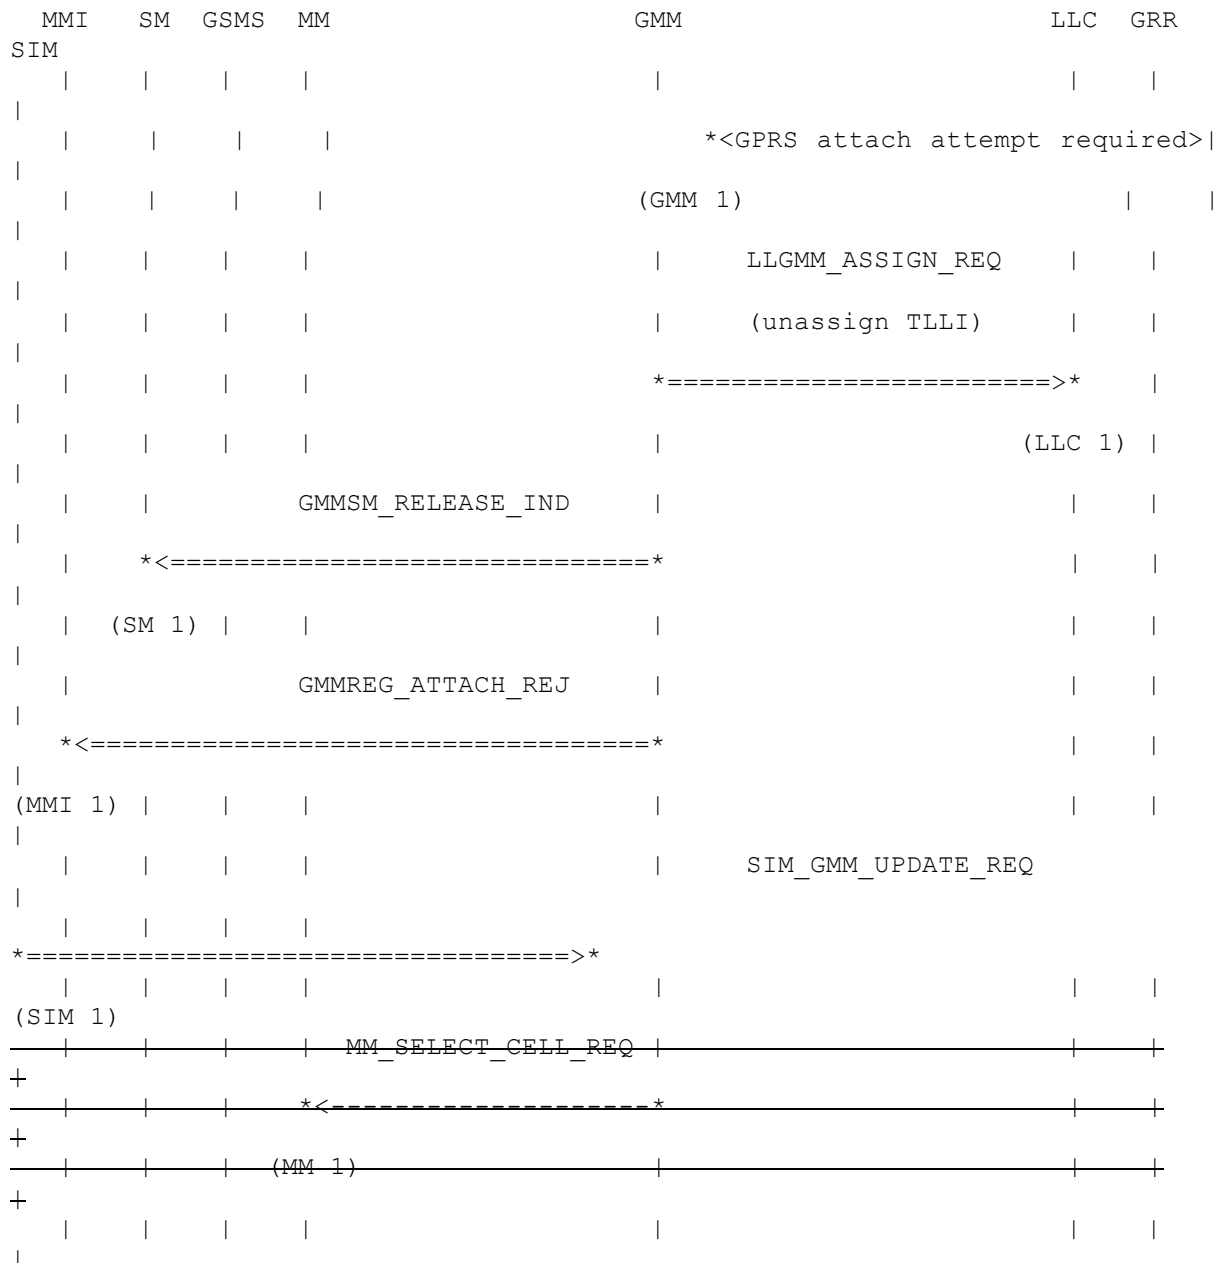 MMI SM GSMS MM GMM LLC GRR
SIM
| | | | | | |
|
| | | | *<GPRS attach attempt required>|
|
| | | | (GMM 1) | |
|
| | | | | LLGMM_ASSIGN_REQ | |
|
| | | | | (unassign TLLI) | |
|
| | | | *========================>* |
|
| | | | | (LLC 1) |
|
| | GMMSM_RELEASE_IND | | |
|
| *<==============================* | |
|
| (SM 1) | | | | |
|
| GMMREG_ATTACH_REJ | | |
|
*<===================================* | |
|
(MMI 1) | | | | | |
|
| | | | | SIM_GMM_UPDATE_REQ
|
| | | |
*==================================>*
| | | | | | |
(SIM 1)
| | | | MM_SELECT_CELL_REQ | | |
|
| | | *<--------------------* | |
|
| | | (MM 1) | | |
|
| | | | | | |
|